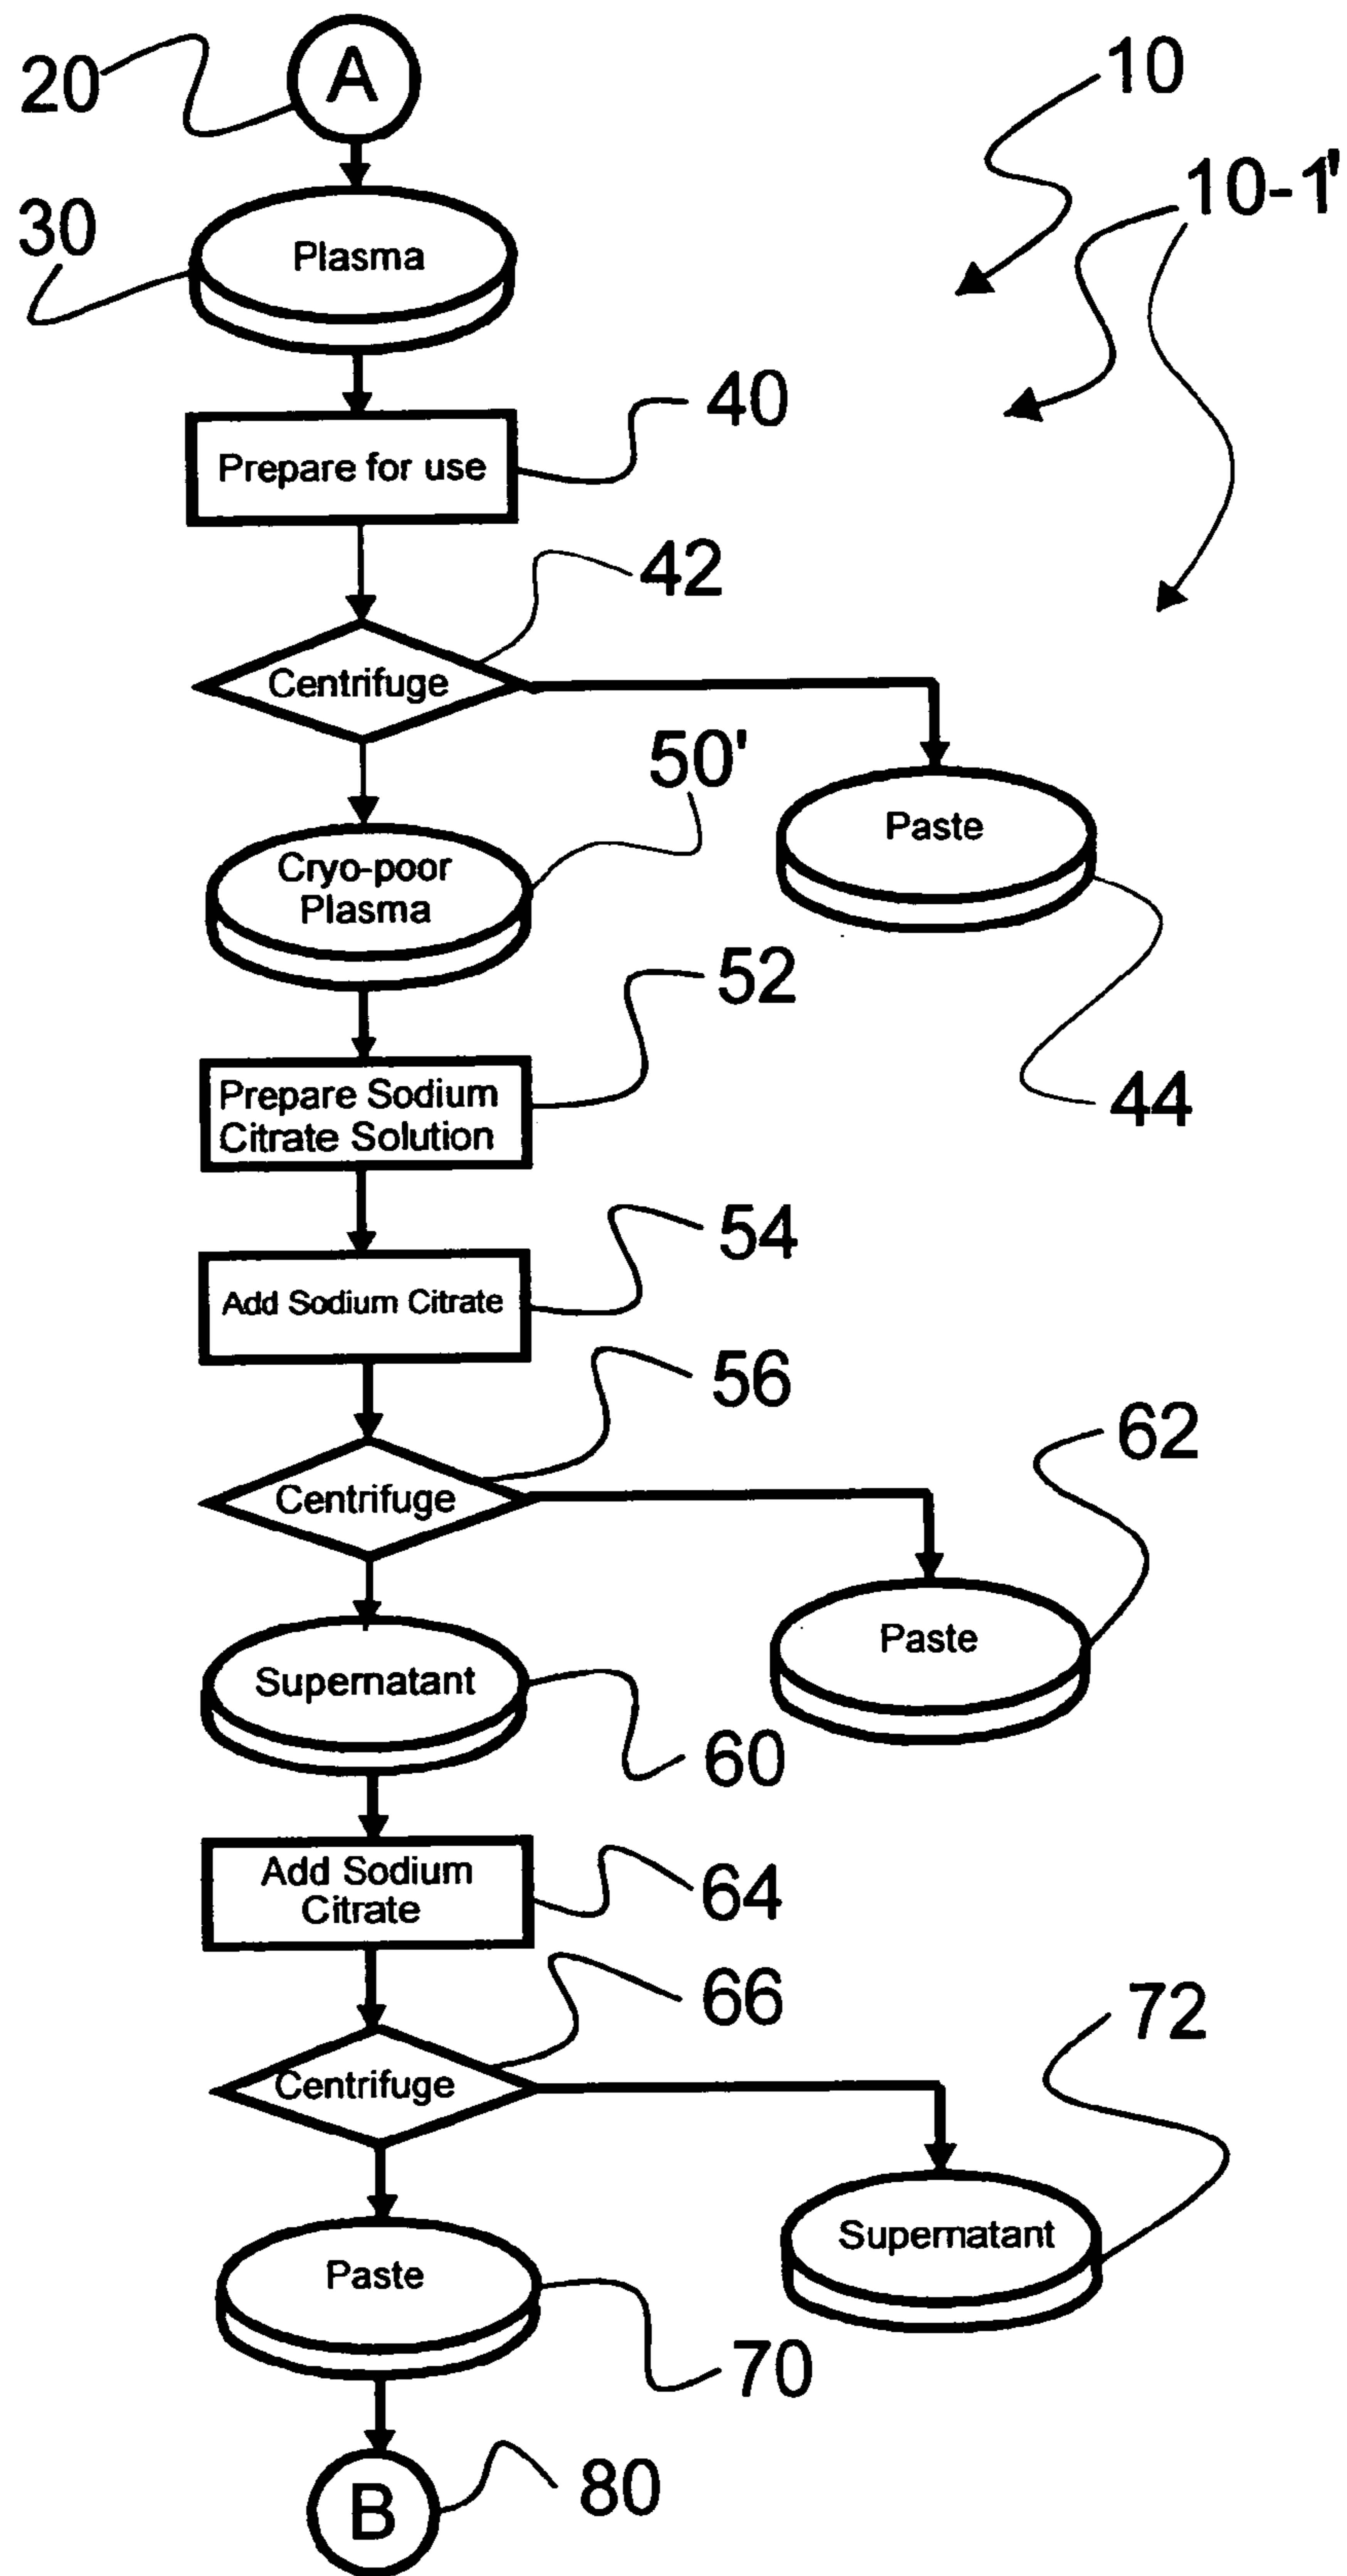 A
20
10
10-1'
Plasma
30
Prepare for use
40
42
Centrifuge
50'
Paste
Cryo-poor
Plasma
52
44
Prepare Sodium
Citrate Solution
54
Add Sodium Citrate
56
62
Centrifuge
Paste
Supernatant
60
Add Sodium
Citrate
64
66
72
Centrifuge
Supernatant
Paste
70
80
B